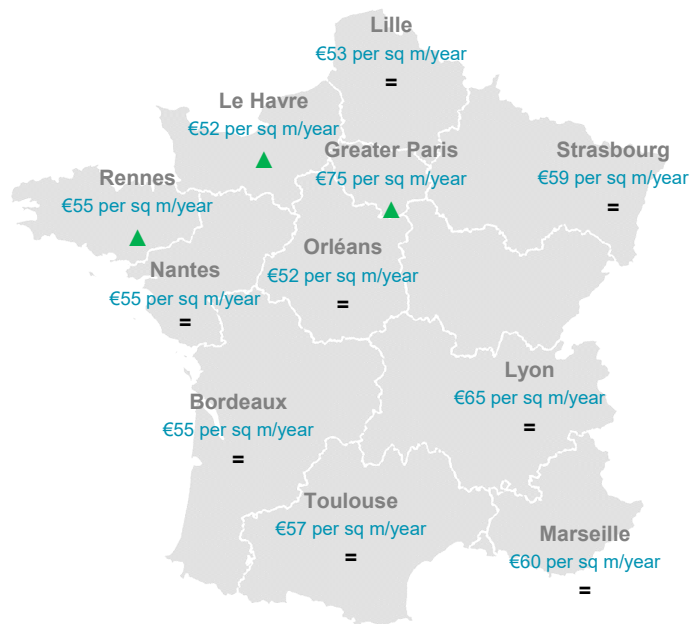 Lille
€53 per sq m/year
=
Le Havre
€52 per sq m/year
▲
Greater Paris
€75 per sq m/year
▲
Strasbourg
€59 per sq m/year
=
Rennes
€55 per sq m/year
▲
Orléans
€52 per sq m/year
=
Nantes
€55 per sq m/year
=
Lyon
€65 per sq m/year
=
Bordeaux
€55 per sq m/year
=
Toulouse
€57 per sq m/year
=
Marseille
€60 per sq m/year
=